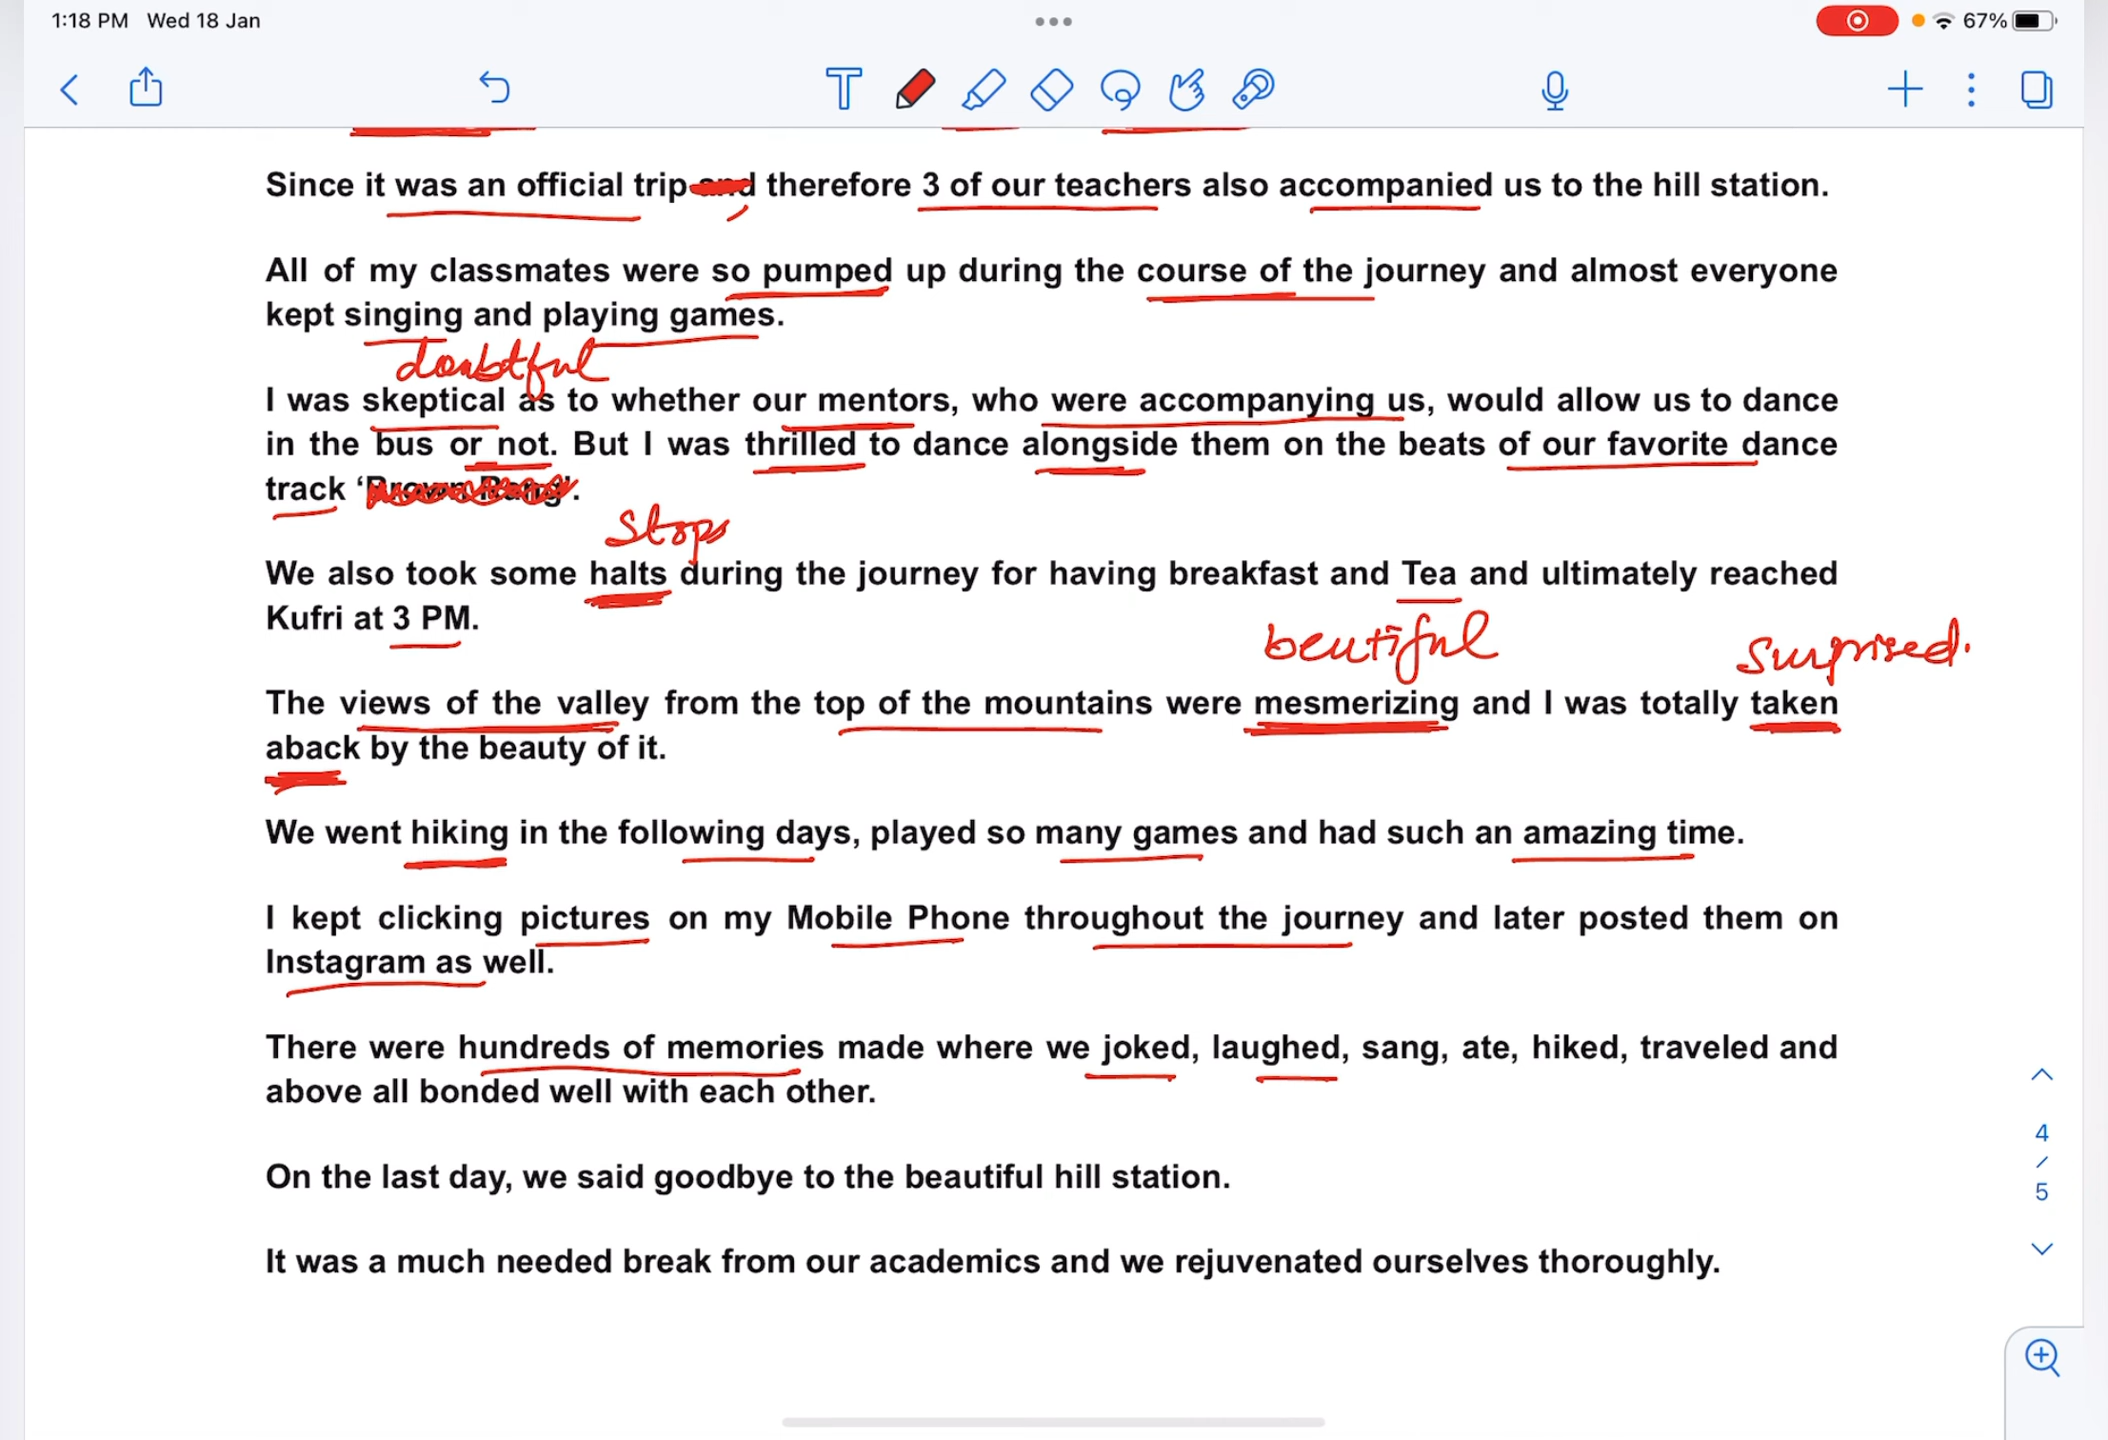 1:18 PM Wed 18 Jan
67%
T
Since it was an official trip and, therefore 3 of our teachers also accompanied us to the hill station.
All of my classmates were so pumped up during the course of the journey and almost everyone
kept singing and playing games.
doubtful
I was skeptical as to whether our mentors, who were accompanying us, would allow us to dance
in the bus or not. But I was thrilled to dance alongside them on the beats of our favorite dance
track ‘Brown Rang’.
stops
We also took some halts during the journey for having breakfast and Tea and ultimately reached
Kufri at 3 PM.
beutiful surprised.
The views of the valley from the top of the mountains were mesmerizing and I was totally taken
aback by the beauty of it.
We went hiking in the following days, played so many games and had such an amazing time.
I kept clicking pictures on my Mobile Phone throughout the journey and later posted them on
Instagram as well.
There were hundreds of memories made where we joked, laughed, sang, ate, hiked, traveled and
above all bonded well with each other.
On the last day, we said goodbye to the beautiful hill station.
It was a much needed break from our academics and we rejuvenated ourselves thoroughly.
4
/
5